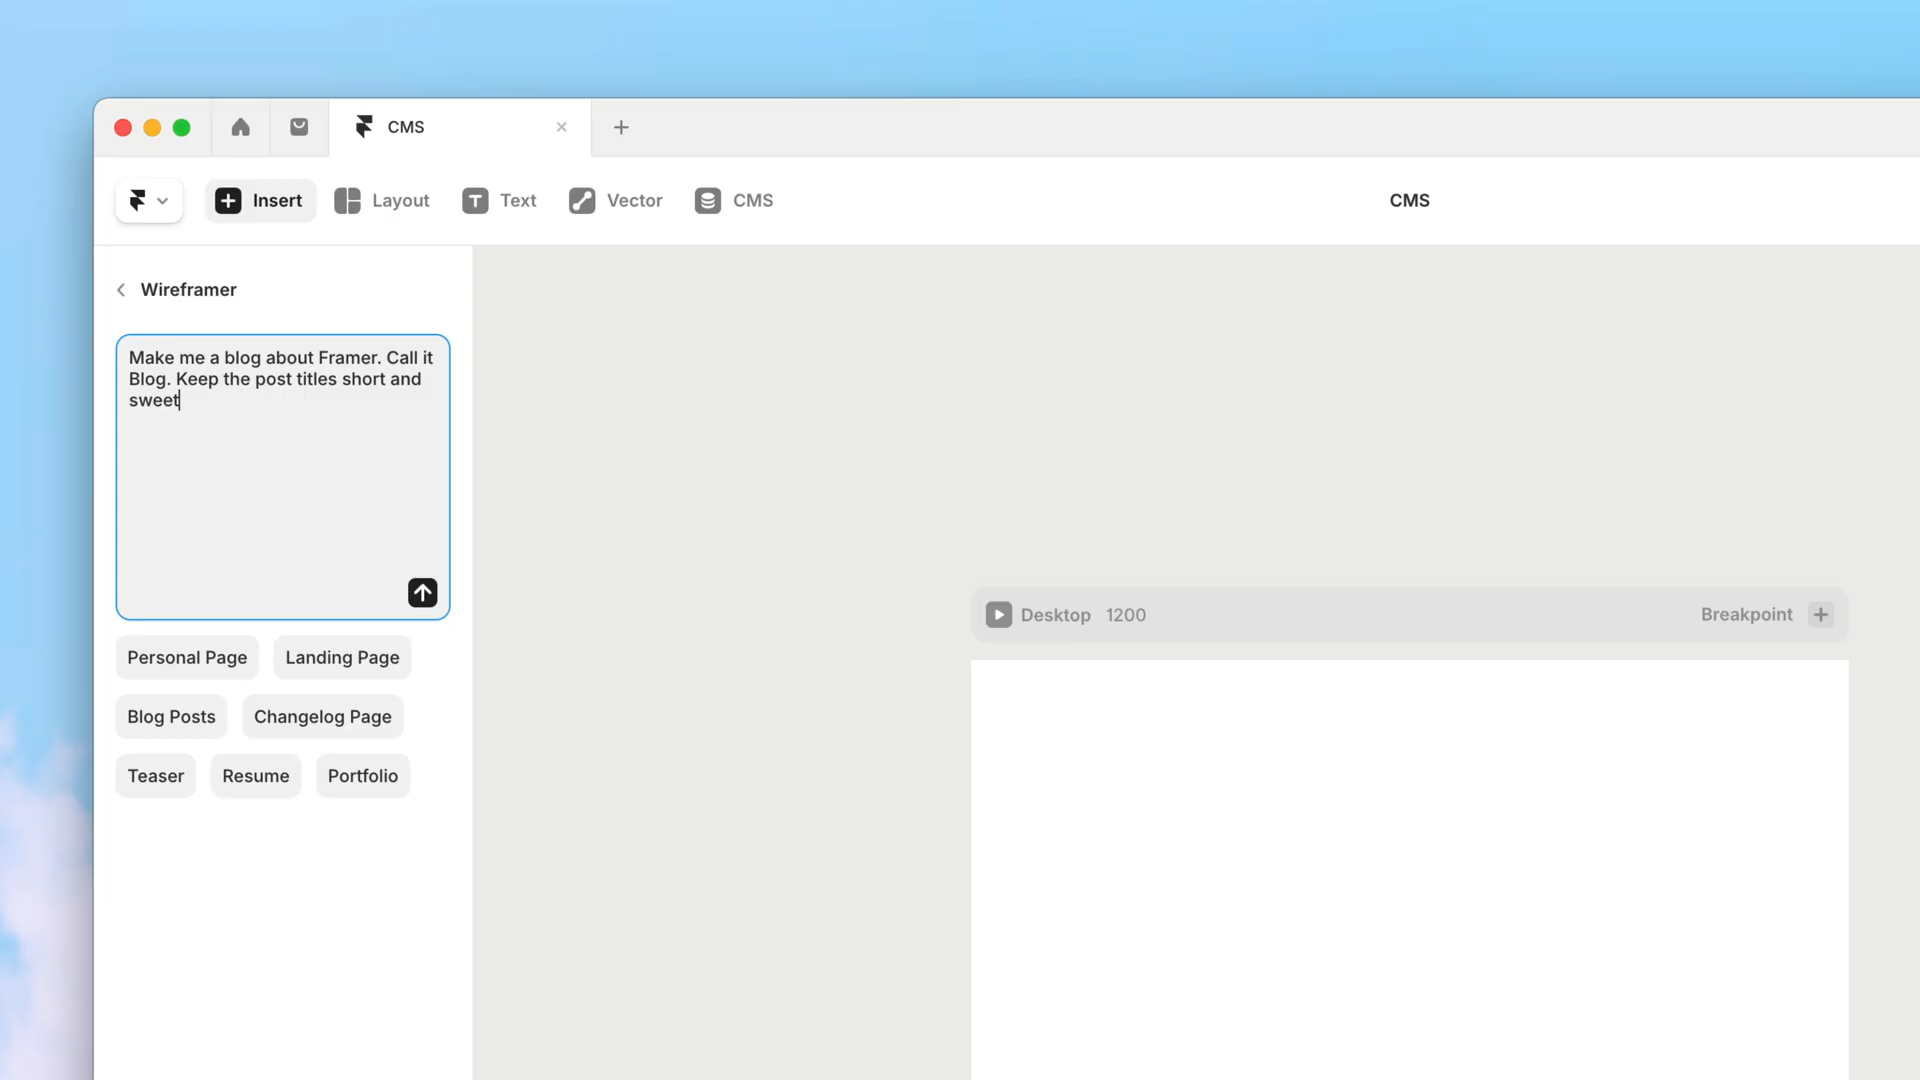 CMS
Insert
Layout
Text
Vector
CMS
CMS
Wireframer
Make me a blog about Framer. Call it
Blog. Keep the post titles short and
sweet
Personal Page
Landing Page
Blog Posts
Changelog Page
Teaser
Resume
Portfolio
Desktop 1200
Breakpoint